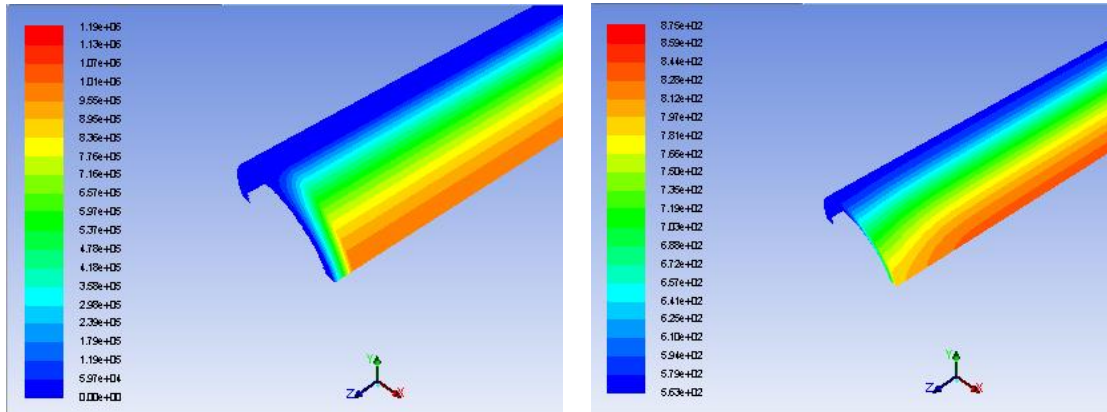 1.19e+06
1.13e+06
1.07e+06
1.01e+06
9.55e+05
8.95e+05
8.36e+05
7.76e+05
7.16e+05
6.57e+05
5.97e+05
5.37e+05
4.78e+05
4.18e+05
3.58e+05
2.98e+05
2.39e+05
1.79e+05
1.19e+05
5.97e+04
0.00e+00
Y
Z
X
8.75e+02
8.59e+02
8.44e+02
8.28e+02
8.12e+02
7.97e+02
7.81e+02
7.66e+02
7.50e+02
7.35e+02
7.19e+02
7.03e+02
6.88e+02
6.72e+02
6.57e+02
6.41e+02
6.25e+02
6.10e+02
5.94e+02
5.79e+02
5.63e+02
Y
Z
X